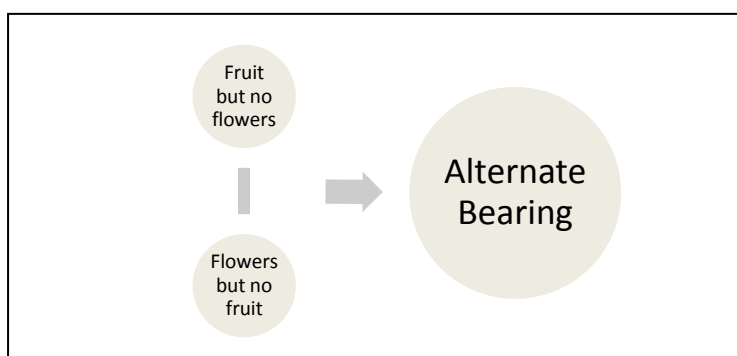 Fruit
but no
flowers
Flowers
but no
fruit
Alternate
Bearing